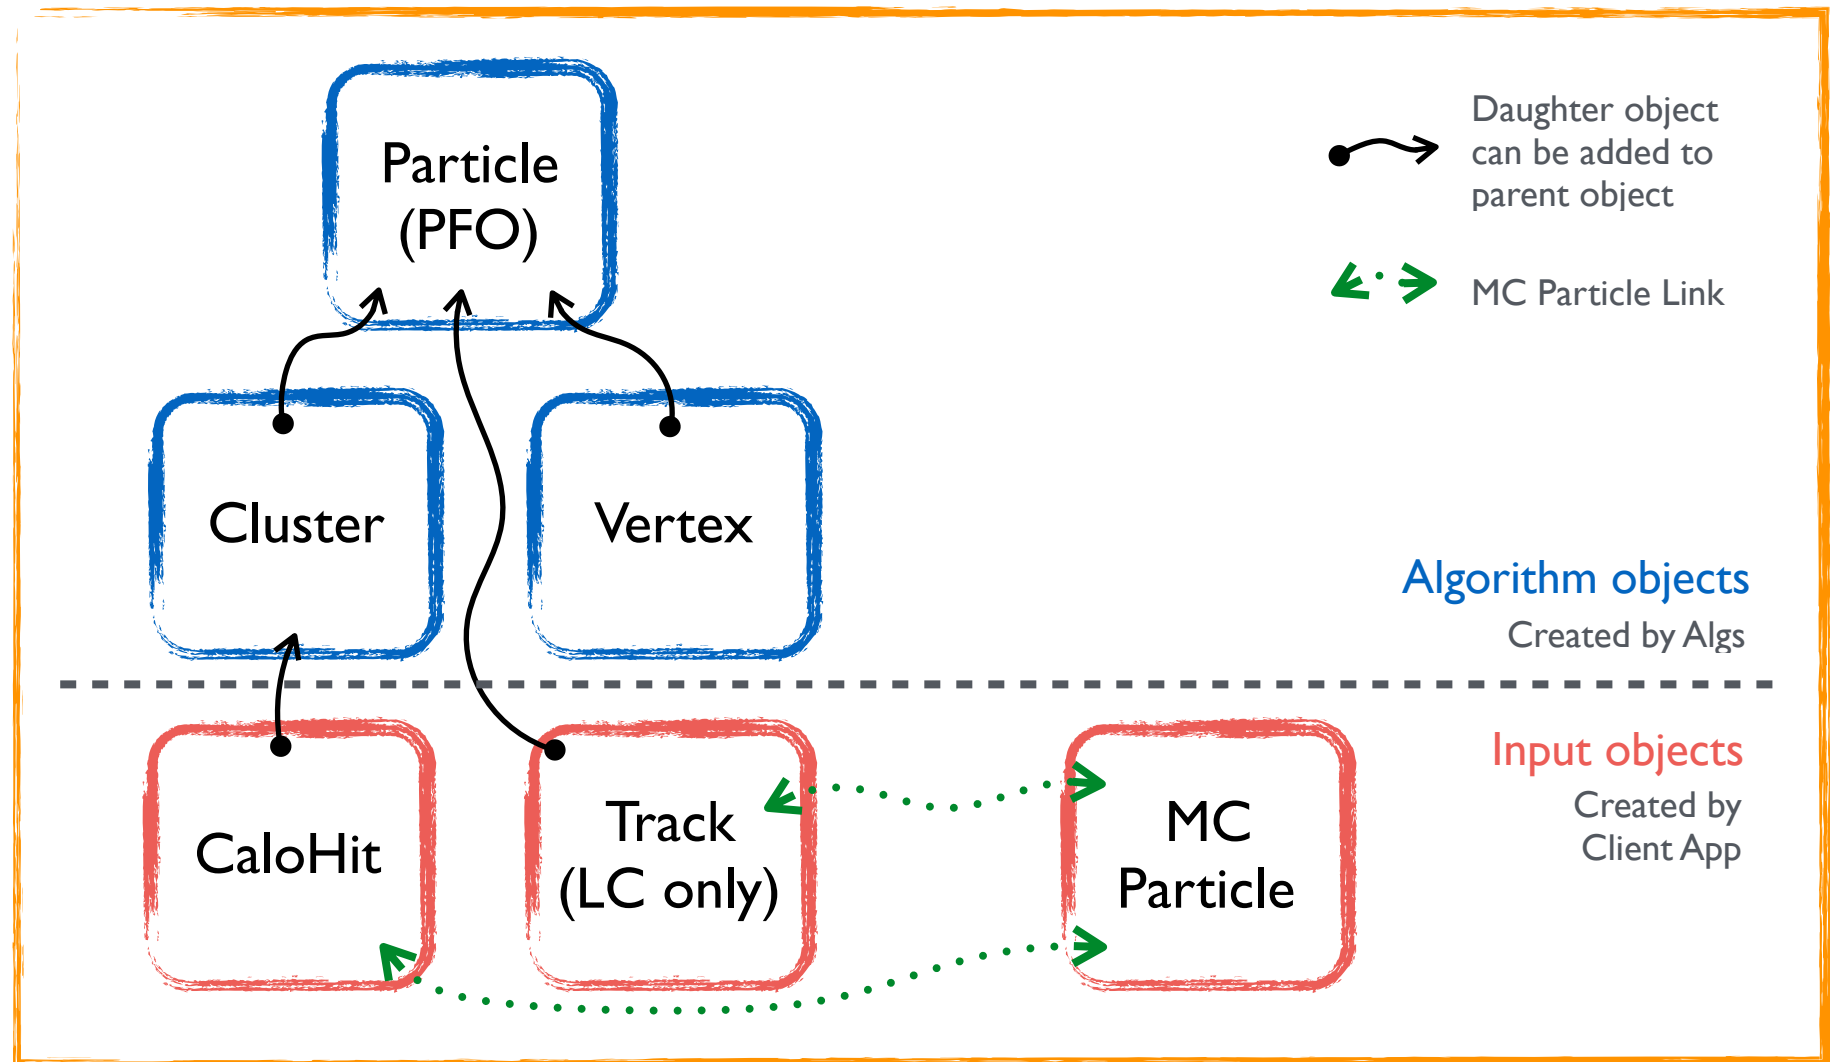 Particle
(PFO)
Daughter object
can be added to
parent object
MC Particle Link
Cluster
Vertex
Algorithm objects
Created by Algs
Input objects
Created by
Client App
CaloHit
Track
(LC only)
MC
Particle